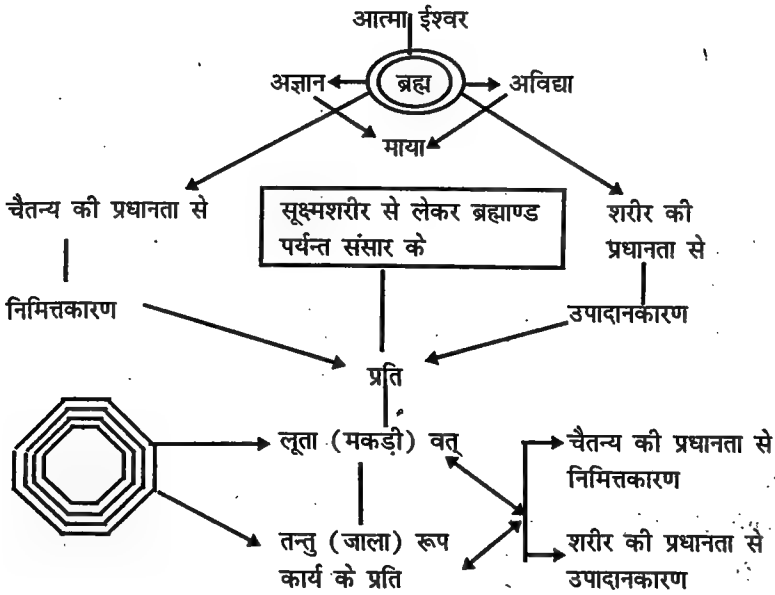 आत्मा ईश्वर
अज्ञान
ब्रह्म
अविद्या
माया
चैतन्य की प्रधानता से
सूक्ष्मशरीर से लेकर ब्रह्माण्ड
पर्यन्त संसार के
शरीर की
प्रधानता से
निमित्तकारण
उपादानकारण
प्रति
लूता (मकड़ी) वत्
चैतन्य की प्रधानता से
निमित्तकारण
तन्तु (जाला) रूप
कार्य के प्रति
शरीर की प्रधानता से
उपादानकारण